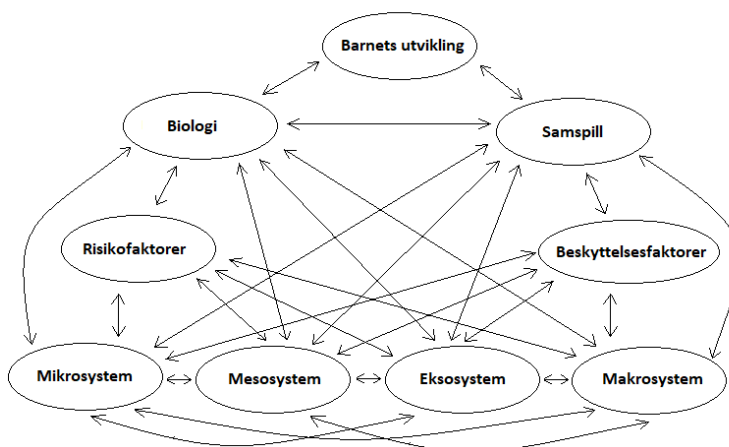 Barnets utvikling
Biologi
Samspill
Risikofaktorer
Beskyttelsesfaktorer
Mikrosystem
Mesosystem
Eksosystem
Makrosystem